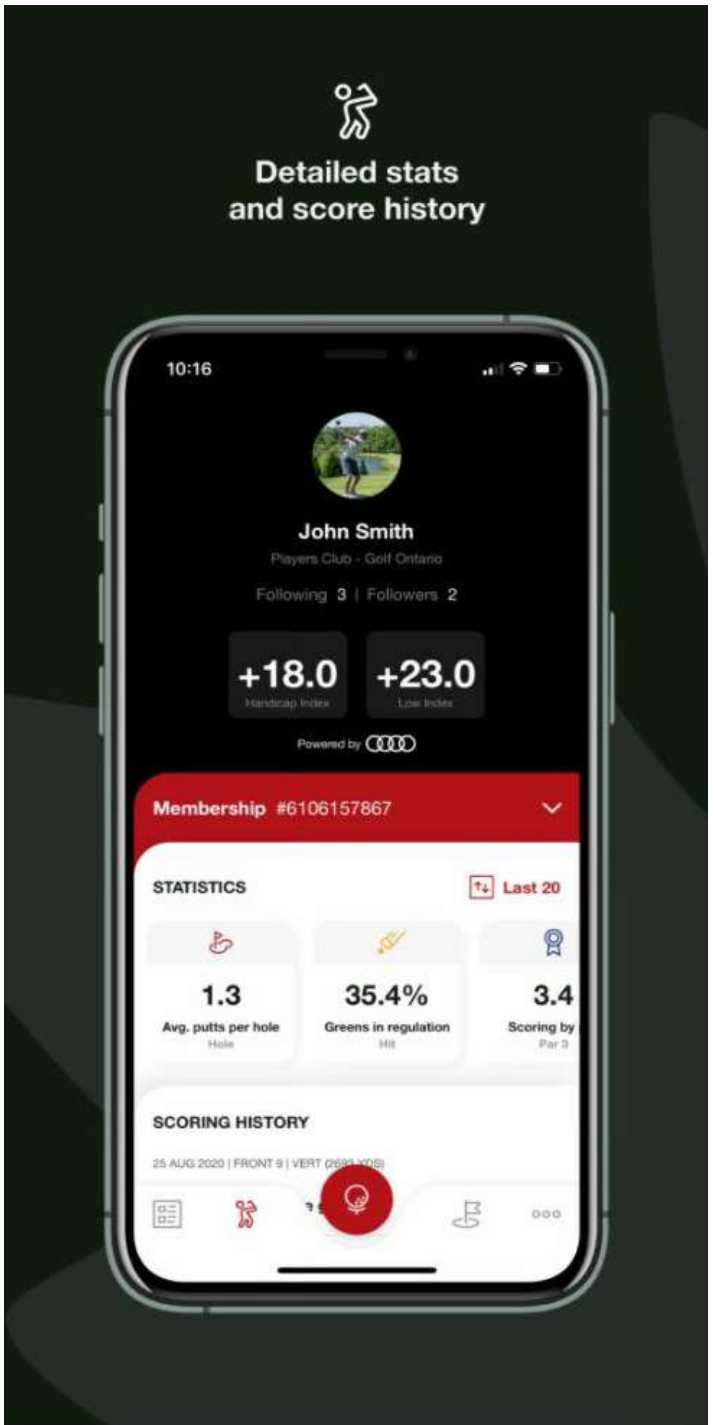 Detailed stats
and score history
10:16
John Smith
Players Club - Golf Ontario
Following 3 | Followers 2
+18.0 +23.0
Handicap Index Low Index
Powered by
Membership #6106157867
STATISTICS Last 20
1.3 35.4% 3.4
Avg. putts per hole Greens in regulation Scoring by
Hole Hit Par 3
SCORING HISTORY
25 AUG 2020 | FRONT 9 | VERT (2693 YDS)